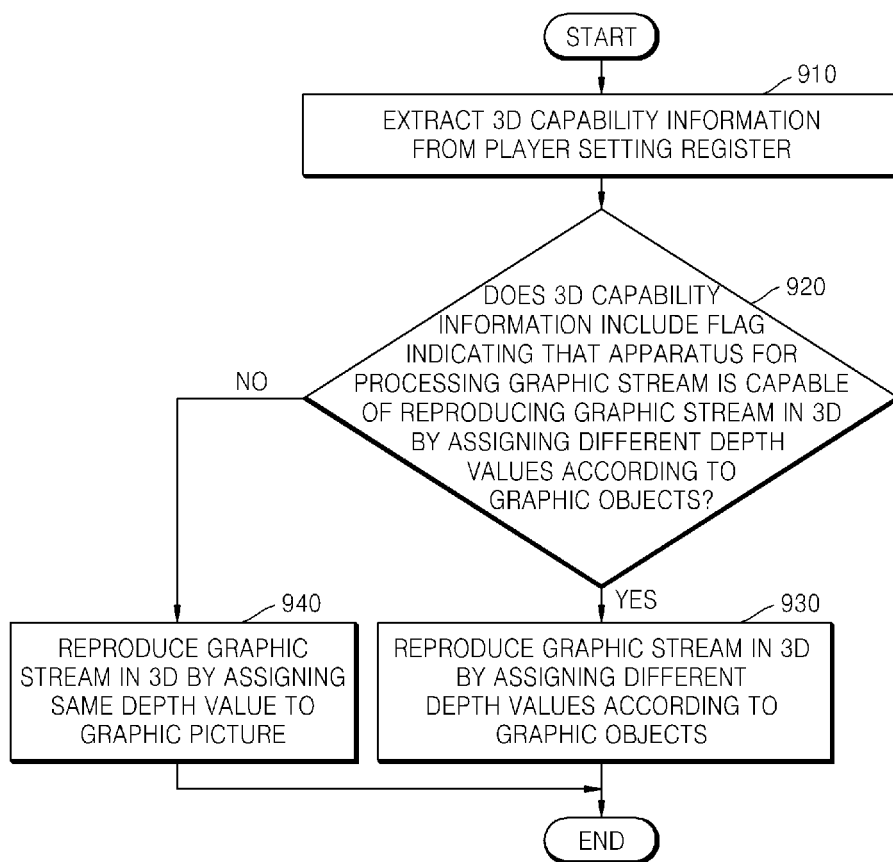 START
910
EXTRACT 3D CAPABILITY INFORMATION
FROM PLAYER SETTING REGISTER
920
DOES 3D CAPABILITY
INFORMATION INCLUDE FLAG
INDICATING THAT APPARATUS FOR
PROCESSING GRAPHIC STREAM IS CAPABLE
OF REPRODUCING GRAPHIC STREAM IN 3D
BY ASSIGNING DIFFERENT DEPTH
VALUES ACCORDING TO
GRAPHIC OBJECTS?
NO
YES
940
REPRODUCE GRAPHIC
STREAM IN 3D BY ASSIGNING
SAME DEPTH VALUE TO
GRAPHIC PICTURE
930
REPRODUCE GRAPHIC STREAM IN 3D
BY ASSIGNING DIFFERENT
DEPTH VALUES ACCORDING TO
GRAPHIC OBJECTS
END